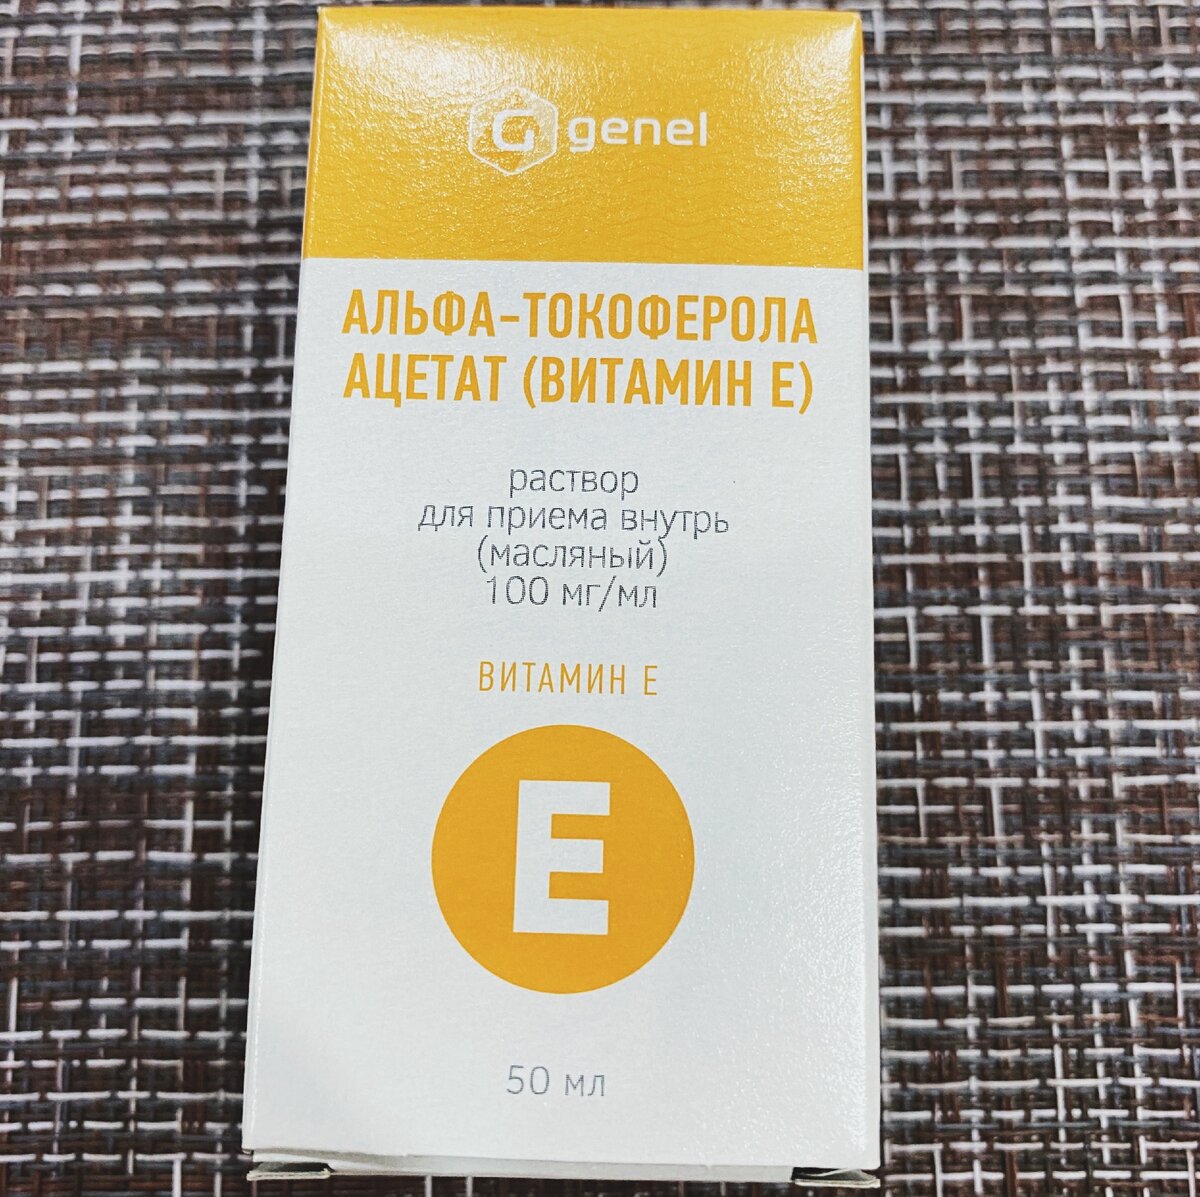 G genel
АЛЬФА-ТОКОФЕРОЛА
АЦЕТАТ (ВИТАМИН Е)
раствор
для приема внутрь
(масляный)
100 мг/мл
ВИТАМИН Е
Е
50 мл